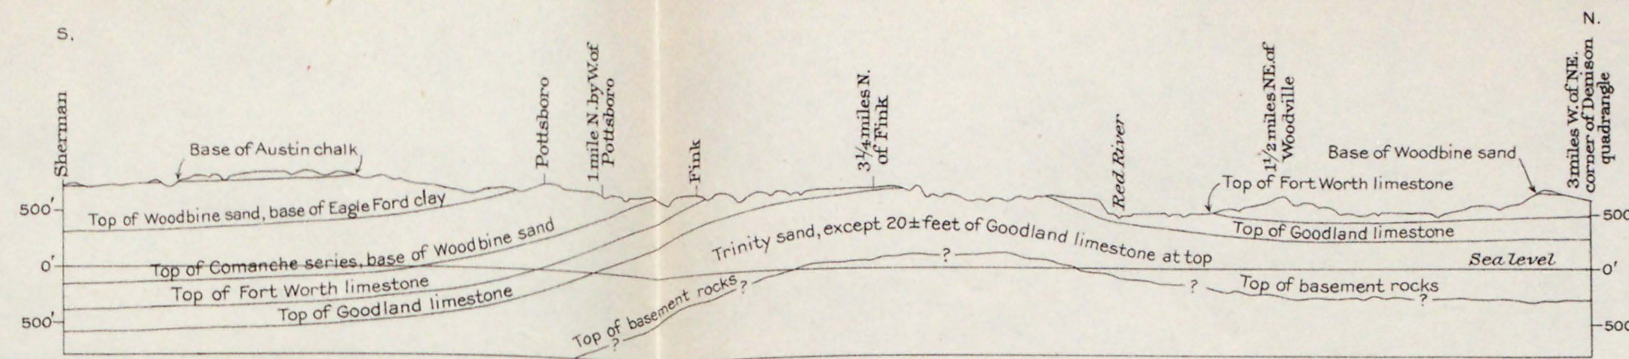 S.
N.
Sherman
Base of Austin chalk
Pottsboro
1 mile N. by W. of
Pottsboro
Fink
3¼ miles N.
of Fink
Red River
1½ miles NE. of
Woodville
Base of Woodbine sand
3 miles W. of NE.
corner of Denison
quadrangle
Top of Fort Worth limestone
500'
Top of Woodbine sand, base of Eagle Ford clay
500
Top of Goodland limestone
Trinity sand, except 20± feet of Goodland limestone at top
?
0'
Top of Comanche series, base of Woodbine sand
Sea level
0'
Top of Fort Worth limestone
Top of Goodland limestone
Top of basement rocks
?
?
?
Top of basement rocks
?
500'
500